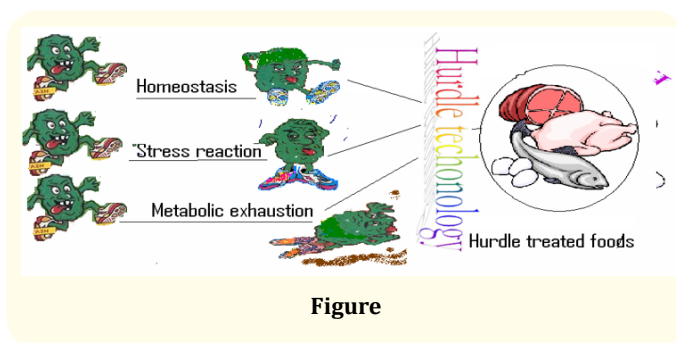 Homeostasis
Stress reaction
Metabolic exhaustion
Hurdle techonology
Hurdle treated foods
Figure